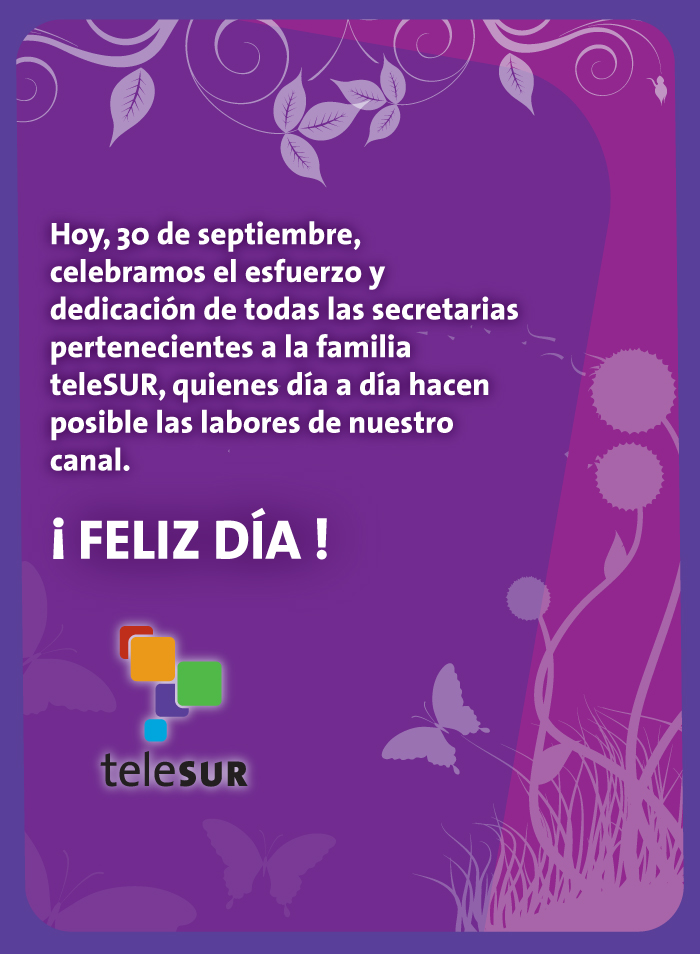 Hoy, 30 de septiembre,
celebramos el esfuerzo y
dedicación de todas las secretarias
pertenecientes a la familia
teleSUR, quienes día a día hacen
posible las labores de nuestro
canal.
¡ FELIZ DÍA !
teleSUR